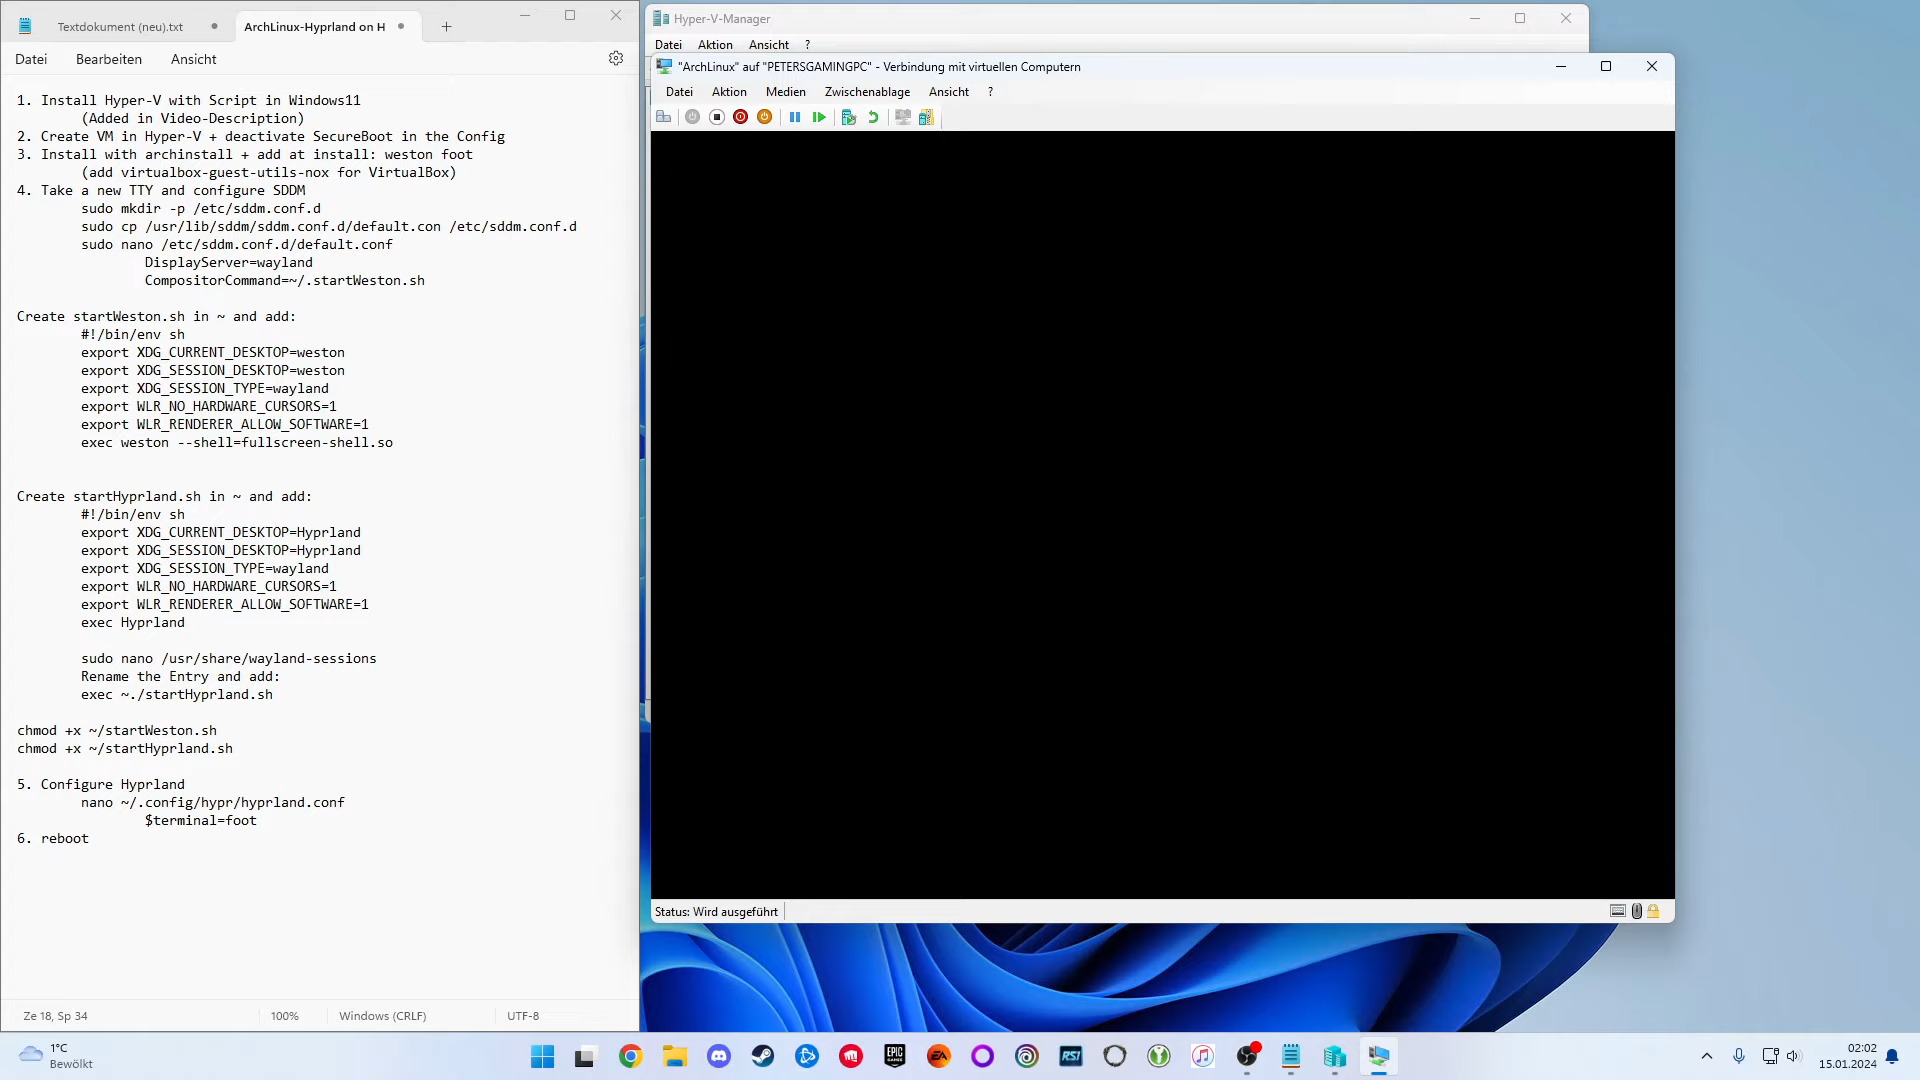 Textdokument (neu).txt
ArchLinux-Hyprland on H
Datei Bearbeiten Ansicht
1. Install Hyper-V with Script in Windows11
(Added in Video-Description)
2. Create VM in Hyper-V + deactivate SecureBoot in the Config
3. Install with archinstall + add at install: weston foot
(add virtualbox-guest-utils-nox for VirtualBox)
4. Take a new TTY and configure SDDM
sudo mkdir -p /etc/sddm.conf.d
sudo cp /usr/lib/sddm/sddm.conf.d/default.con /etc/sddm.conf.d
sudo nano /etc/sddm.conf.d/default.conf
DisplayServer=wayland
CompositorCommand=~/.startWeston.sh
Create startWeston.sh in ~ and add:
#!/bin/env sh
export XDG_CURRENT_DESKTOP=weston
export XDG_SESSION_DESKTOP=weston
export XDG_SESSION_TYPE=wayland
export WLR_NO_HARDWARE_CURSORS=1
export WLR_RENDERER_ALLOW_SOFTWARE=1
exec weston --shell=fullscreen-shell.so
Create startHyprland.sh in ~ and add:
#!/bin/env sh
export XDG_CURRENT_DESKTOP=Hyprland
export XDG_SESSION_DESKTOP=Hyprland
export XDG_SESSION_TYPE=wayland
export WLR_NO_HARDWARE_CURSORS=1
export WLR_RENDERER_ALLOW_SOFTWARE=1
exec Hyprland
sudo nano /usr/share/wayland-sessions
Rename the Entry and add:
exec ~./startHyprland.sh
chmod +x ~/startWeston.sh
chmod +x ~/startHyprland.sh
5. Configure Hyprland
nano ~/.config/hypr/hyprland.conf
$terminal=foot
6. reboot
Ze 18, Sp 34 100% Windows (CRLF) UTF-8
Hyper-V-Manager
Datei Aktion Ansicht ?
"ArchLinux" auf "PETERSGAMINGPC" - Verbindung mit virtuellen Computern
Datei Aktion Medien Zwischenablage Ansicht ?
Status: Wird ausgeführt
1°C
Bewölkt
EPIC
GAMES
EA
RSI
02:02
15.01.2024